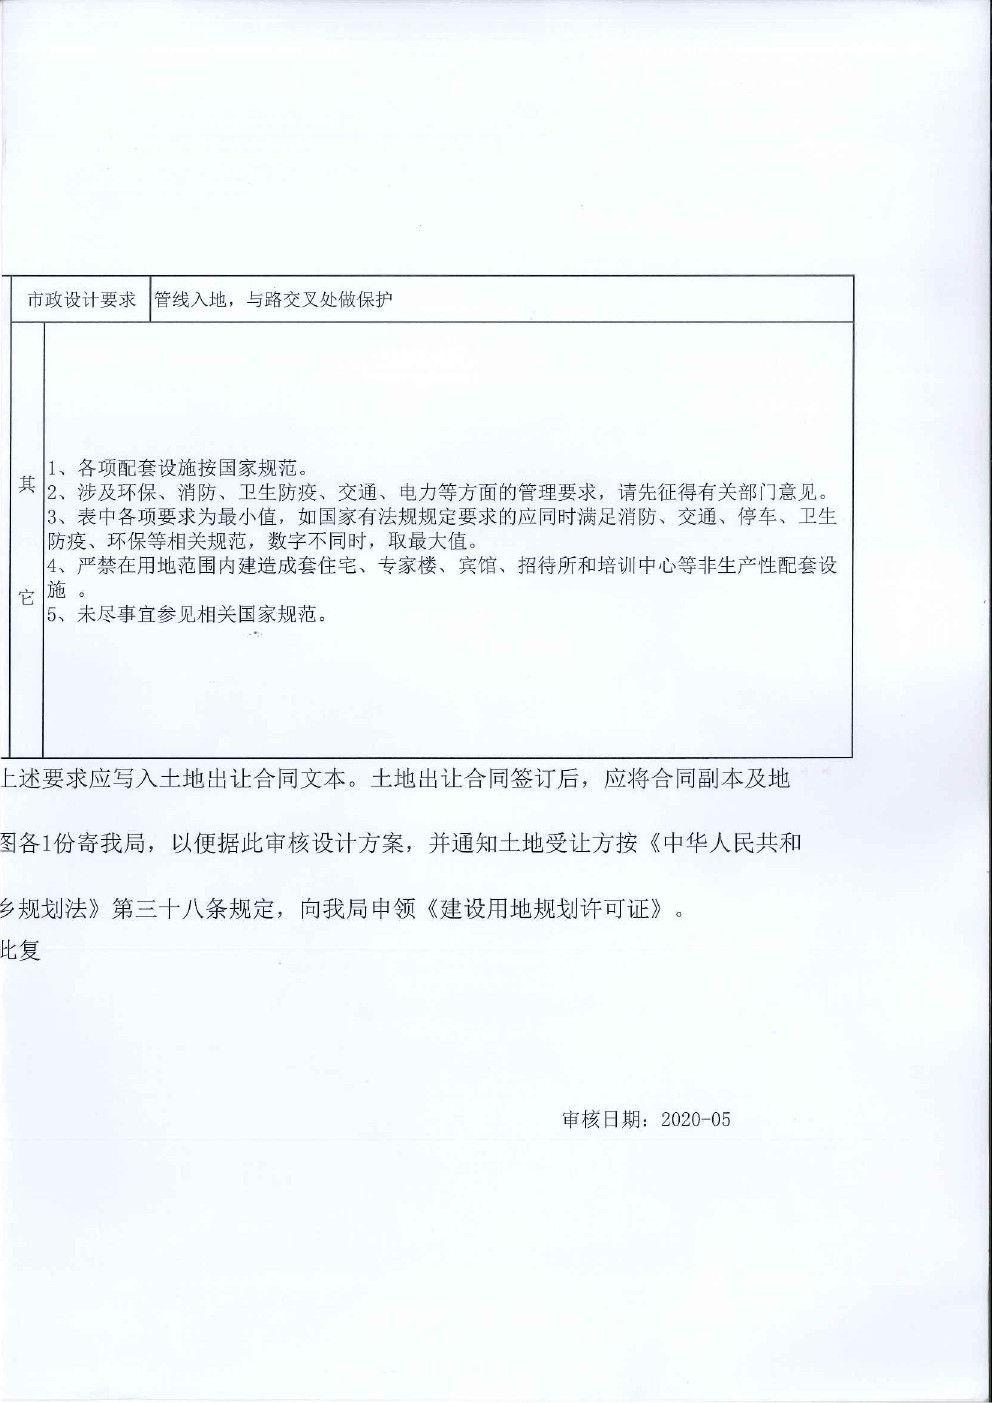 市政设计要求 管线入地，与路交叉处做保护
其它
1、各项配套设施按国家规范。
2、涉及环保、消防、卫生防疫、交通、电力等方面的管理要求，请先征得有关部门意见。
3、表中各项要求为最小值，如国家有法规规定要求的应同时满足消防、交通、停车、卫生
防疫、环保等相关规范，数字不同时，取最大值。
4、严禁在用地范围内建造成套住宅、专家楼、宾馆、招待所和培训中心等非生产性配套设
施 。
5、未尽事宜参见相关国家规范。
上述要求应写入土地出让合同文本。土地出让合同签订后，应将合同副本及地
图各1份寄我局，以便据此审核设计方案，并通知土地受让方按《中华人民共和
乡规划法》第三十八条规定，向我局申领《建设用地规划许可证》。
此复
审核日期：2020-05